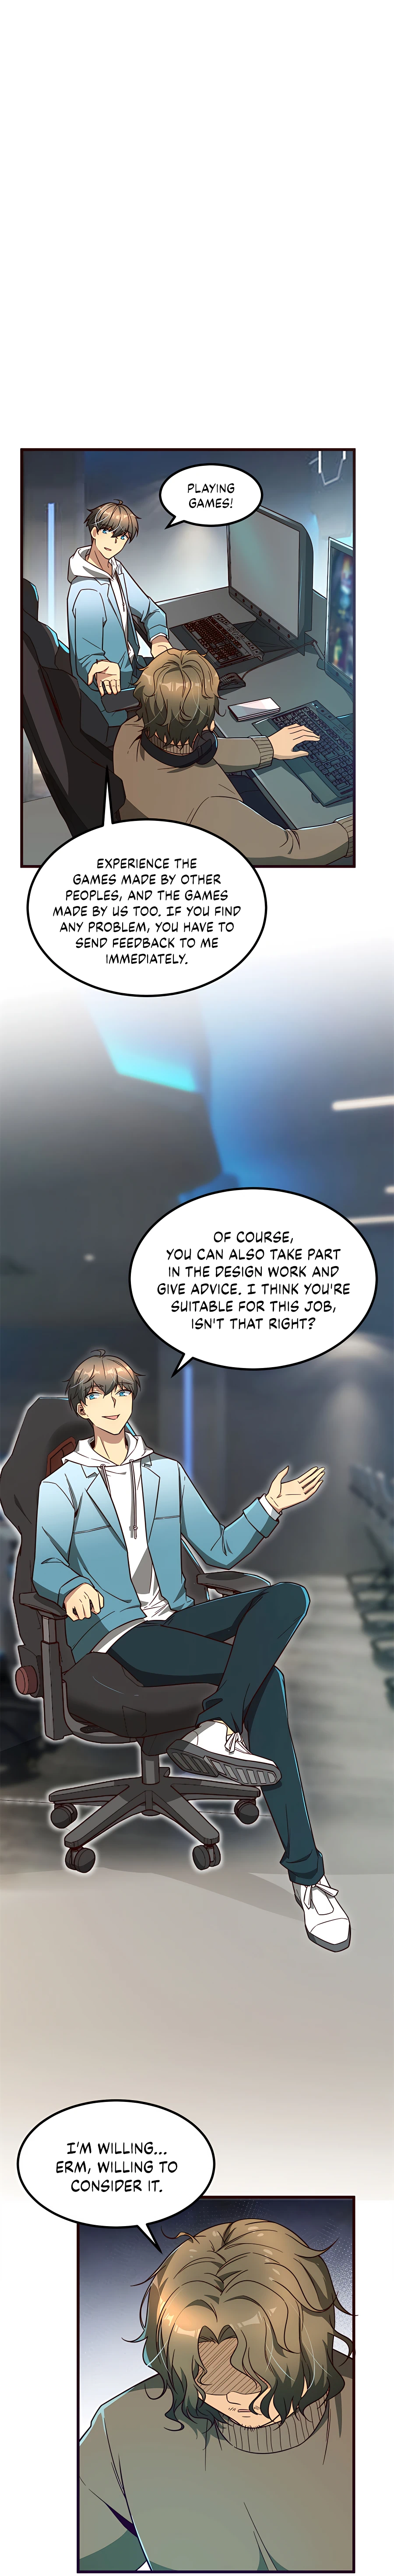 PLAYING
GAMES!
EXPERIENCE THE
GAMES MADE BY OTHER
PEOPLES, AND THE GAMES
MADE BY US TOO. IF YOU FIND
ANY PROBLEM, YOU HAVE TO
SEND FEEDBACK TO ME
IMMEDIATELY.
OF COURSE,
YOU CAN ALSO TAKE PART
IN THE DESIGN WORK AND
GIVE ADVICE. I THINK YOU'RE
SUITABLE FOR THIS JOB,
ISN'T THAT RIGHT?
I'M WILLING...
ERM, WILLING TO
CONSIDER IT.